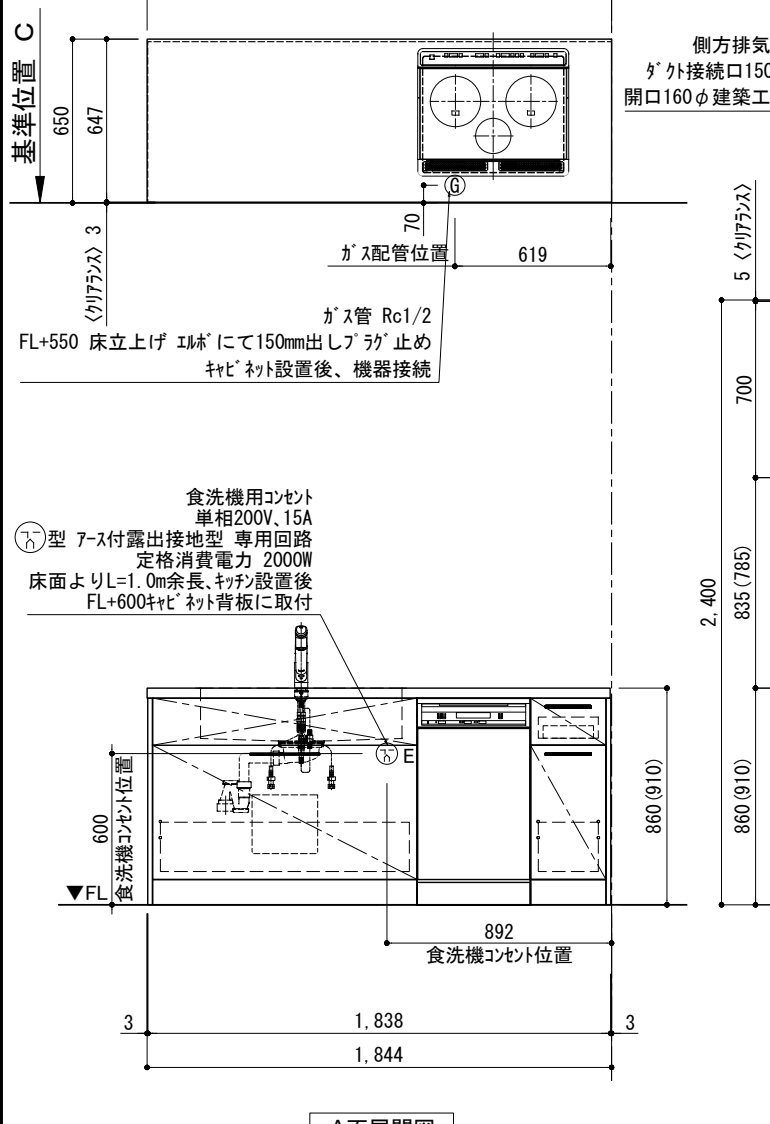 基準位置 C
650
647
〈クリアランス〉 3
側方排気
ダクト接続口150
開口160φ建築工
G
70
ガス配管位置
619
ガス管 Rc1/2
FL+550 床立上げ エルボにて150mm出しプラグ止め
キャビネット設置後、機器接続
5 〈クリアランス〉
700
2,400
835(785)
860(910)
食洗機用コンセント
単相200V、15A
型 アース付露出接地型 専用回路
定格消費電力 2000W
床面よりL=1.0m余長、キッチン設置後
FL+600キャビネット背板に取付
E
600
食洗機コンセント位置
860(910)
▼FL
892
食洗機コンセント位置
3
1,838
3
1,844